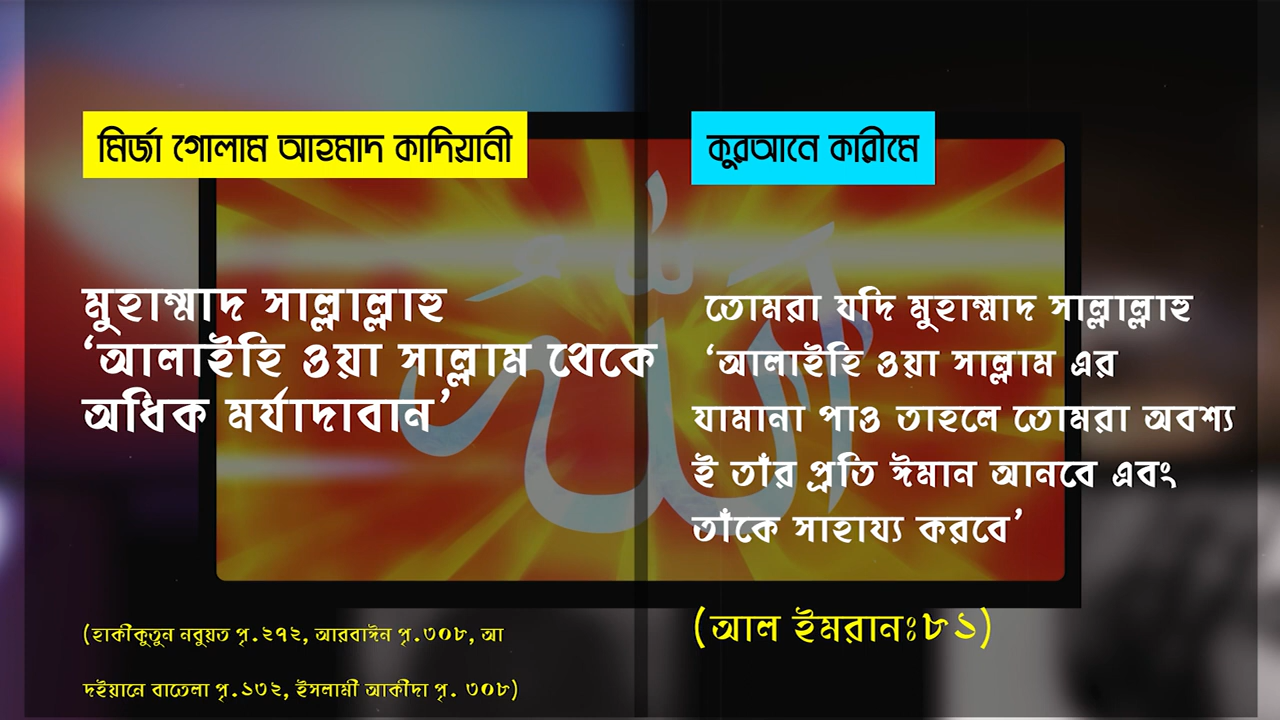 মির্জা গোলাম আহমাদ কাদিয়ানী
মুহাম্মাদ সাল্লাল্লাহু
‘আলাইহি ওয়া সাল্লাম থেকে
অধিক মর্যাদাবান’
(হাকীকুতুন নবুয়ত পৃ.২৭২, আরবাঈন পৃ.৩০৮, আ
দইয়ানে বাতেলা পৃ.১৩২, ইসলামী আকীদা পৃ. ৩০৮)
কুরআনে কারীমে
তোমরা যদি মুহাম্মাদ সাল্লাল্লাহু
‘আলাইহি ওয়া সাল্লাম এর
যামানা পাও তাহলে তোমরা অবশ্য
ই তাঁর প্রতি ঈমান আনবে এবং
তাঁকে সাহায্য করবে’
(আল ইমরানঃ৮১)
الله